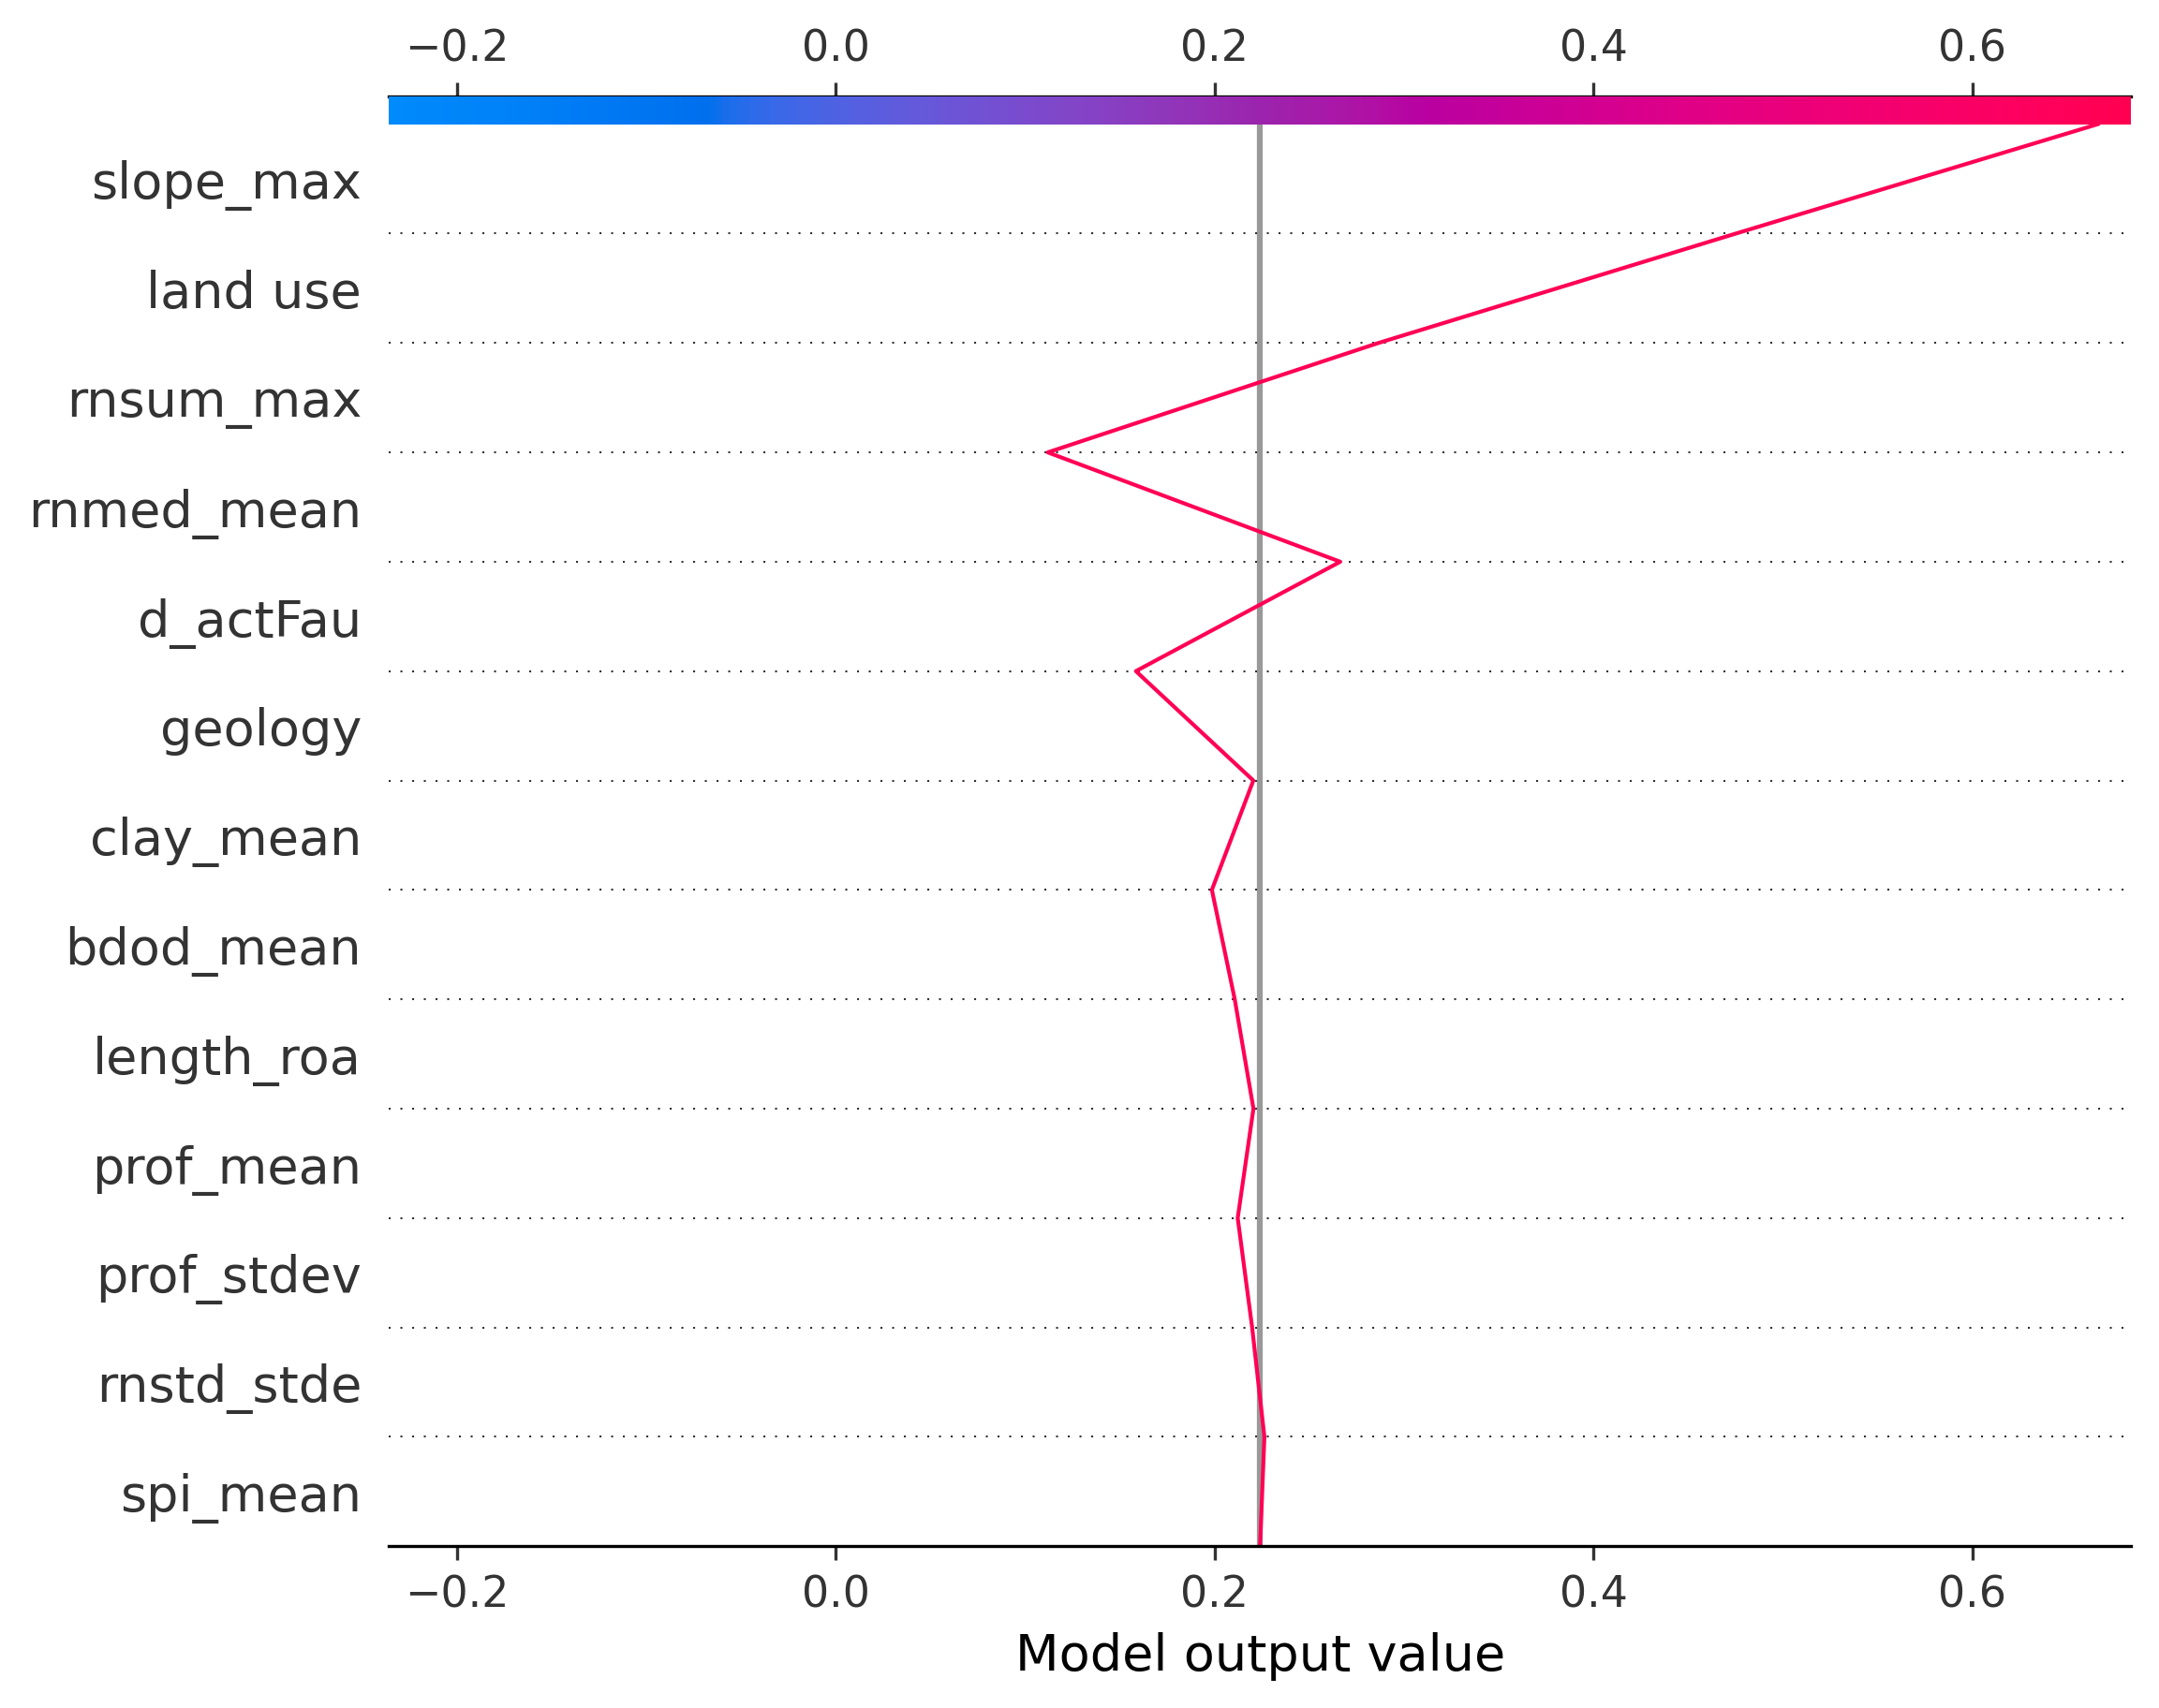 −0.2 0.0 0.2 0.4 0.6
slope_max
land use
rnsum_max
rnmed_mean
d_actFau
geology
clay_mean
bdod_mean
length_roa
prof_mean
prof_stdev
rnstd_stde
spi_mean
−0.2 0.0 0.2 0.4 0.6
Model output value